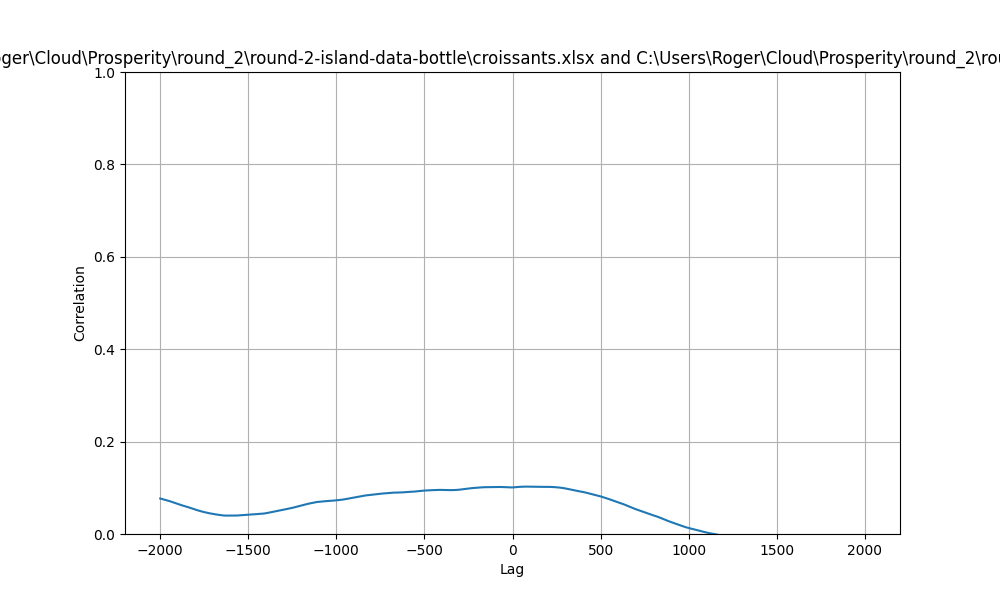 ger\Cloud\Prosperity\round_2\round-2-island-data-bottle\croissants.xlsx and C:\Users\Roger\Cloud\Prosperity\round_2\rou
1.0
0.8
0.6
0.4
0.2
0.0
Correlation
−2000 −1500 −1000 −500 0 500 1000 1500 2000
Lag